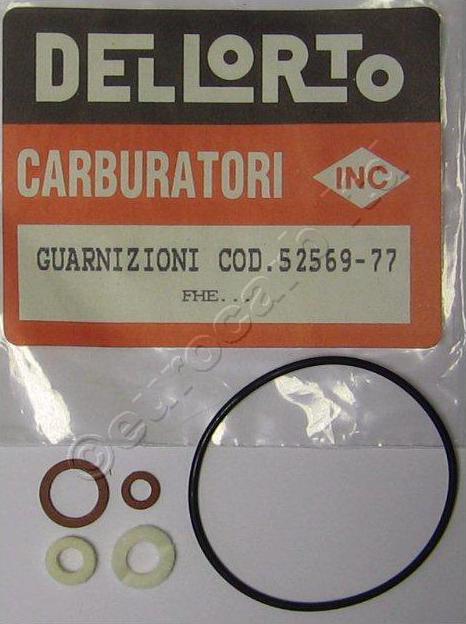 DELLORTO
CARBURATORI
INC
GUARNIZIONI COD.52569-77
FHE...